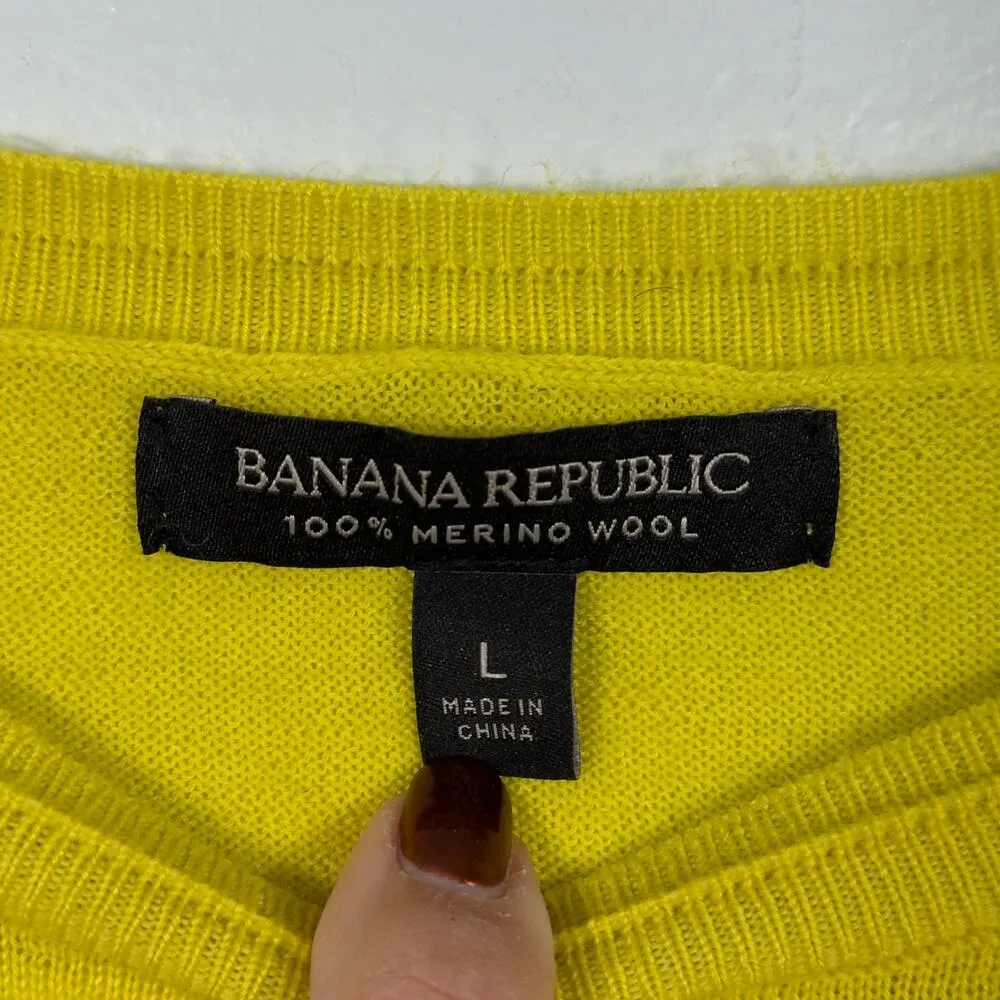 BANANA REPUBLIC
100% MERINO WOOL
L
MADE IN
CHINA